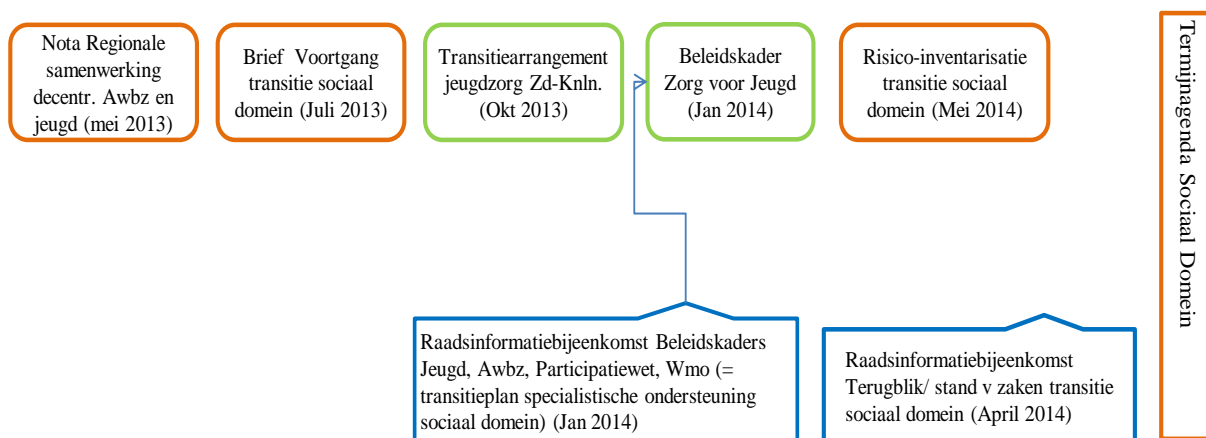 Nota Regionale
samenwerking
decentr. Awbz en
jeugd (mei 2013)
Brief Voortgang
transitie sociaal
domein (Juli 2013)
Transitiearrangement
jeugdzorg Zd-Knln.
(Okt 2013)
Beleidskader
Zorg voor Jeugd
(Jan 2014)
Risico-inventarisatie
transitie sociaal
domein (Mei 2014)
Termijnagenda Sociaal Domein
Raadsinformatiebijeenkomst Beleidskaders
Jeugd, Awbz, Participatiewet, Wmo (=
transitieplan specialistische ondersteuning
sociaal domein) (Jan 2014)
Raadsinformatiebijeenkomst
Terugblik/ stand v zaken transitie
sociaal domein (April 2014)